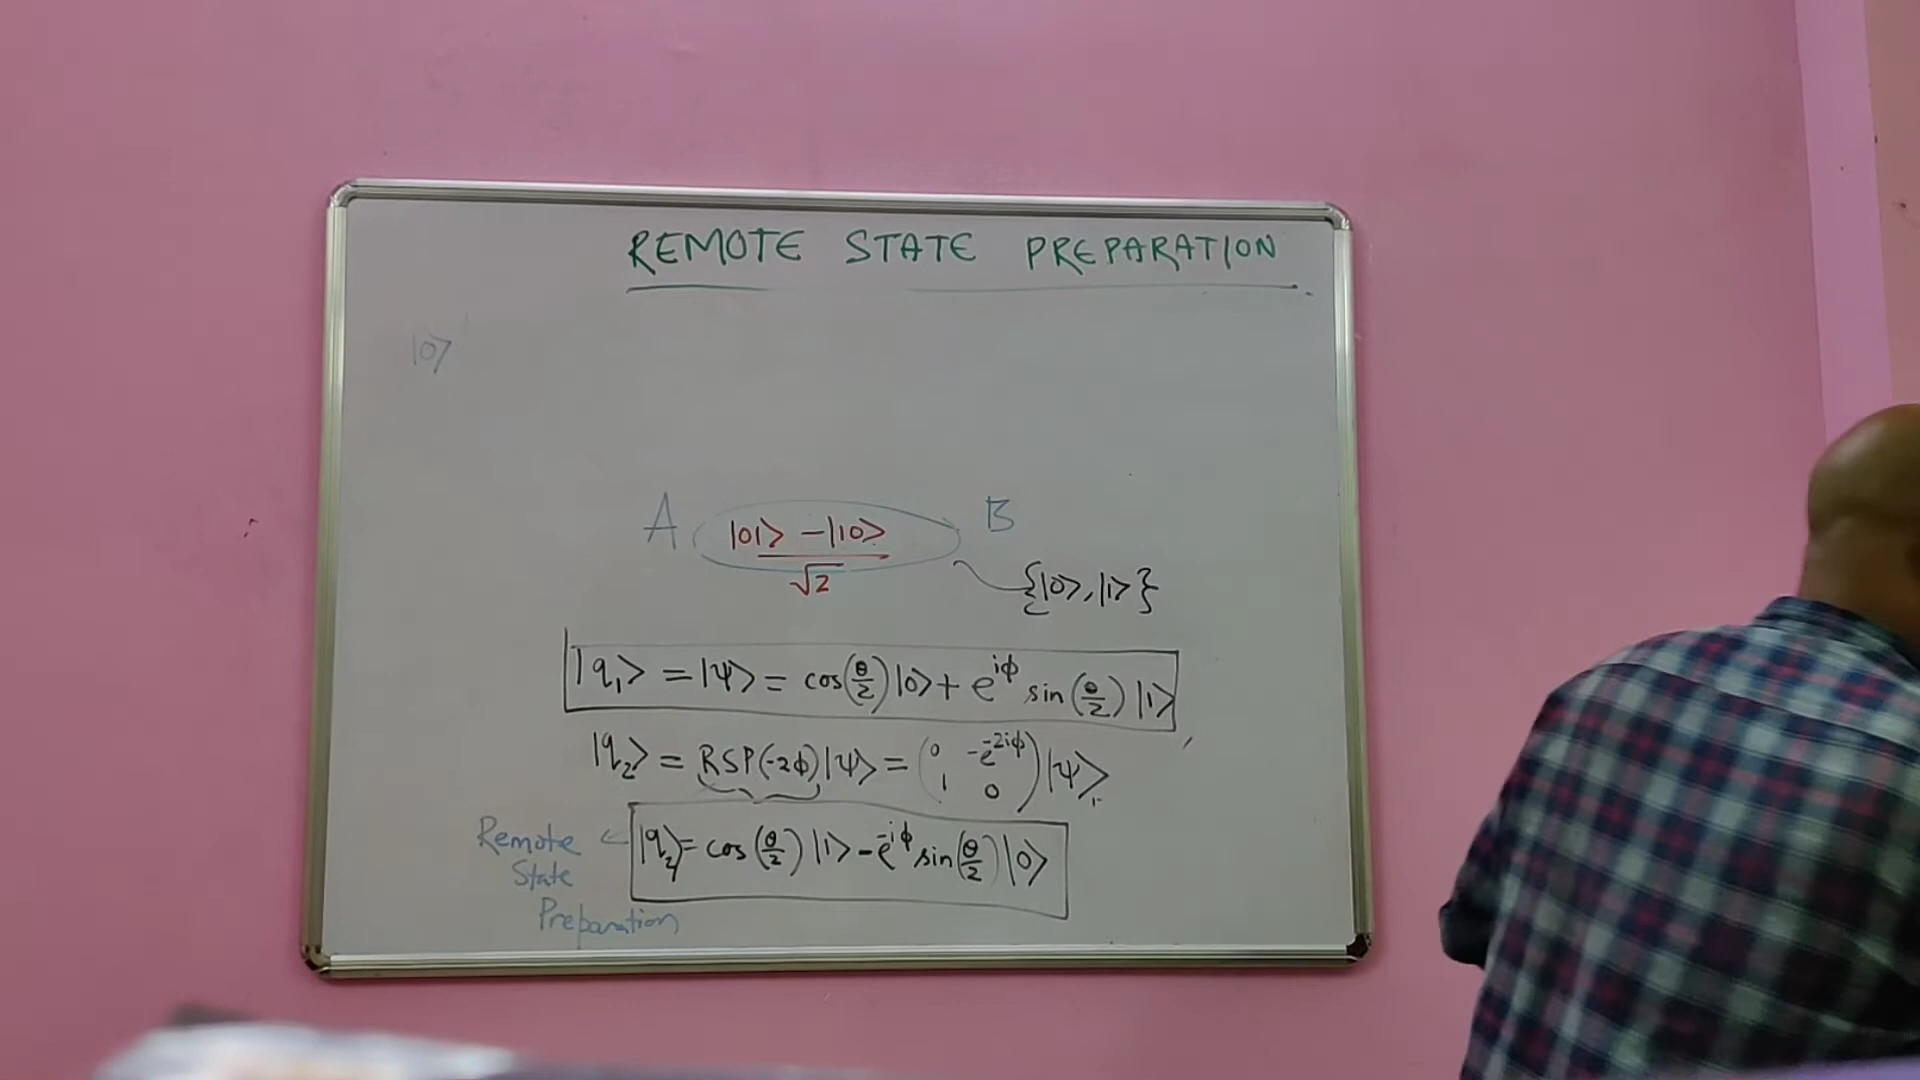 REMOTE STATE PREPARATION
|0⟩
A |01⟩ - |10⟩ B
√2
{|0⟩, |1⟩}
|q₁⟩ = |ψ⟩ = cos(θ/2)|0⟩ + e^{iϕ} sin(θ/2)|1⟩
|q₂⟩ = RSP(-2ϕ)|ψ⟩ = (0 -e^{-2iϕ} 1 0)|ψ⟩
|q₂⟩ = cos(θ/2)|1⟩ - e^{-iϕ} sin(θ/2)|0⟩
Remote
State
Preparation